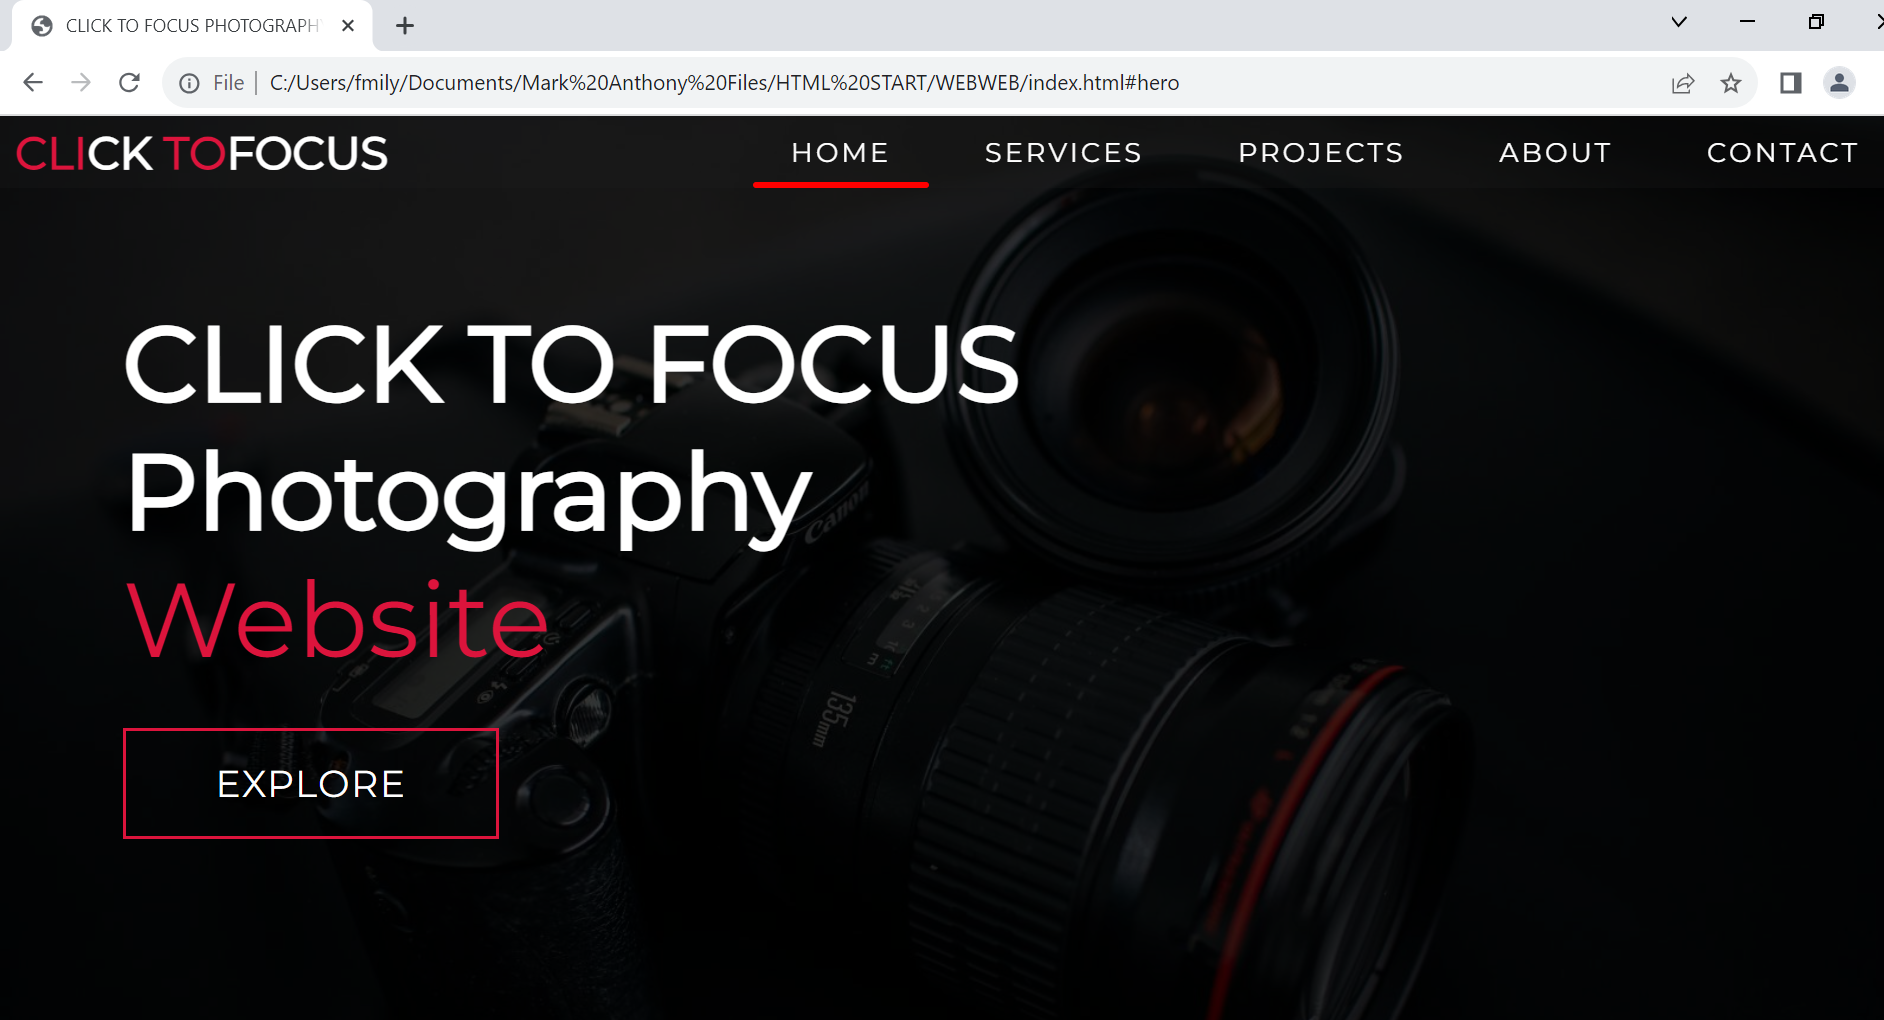 CLICK TO FOCUS PHOTOGRAPH
File
C:/Users/fmily/Documents/Mark%20Anthony%20Files/HTML%20START/WEBWEB/index.html#hero
CLICK TOFOCUS
HOME SERVICES PROJECTS ABOUT CONTACT
CLICK TO FOCUS
Photography
Website
Canon
ft
m
135mm
EXPLORE